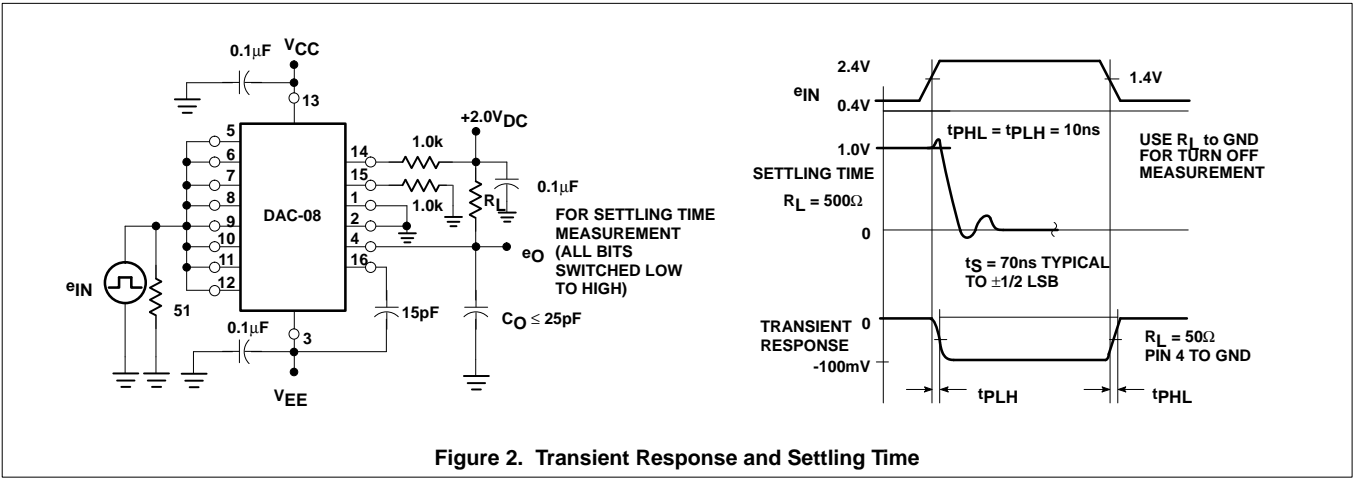 0.1µF
VCC
13
5
6
7
8
9
10
11
12
DAC-08
14
15
1
2
4
16
3
1.0k
1.0k
+2.0VDC
RL
0.1µF
eIN
51
0.1µF
VEE
15pF
eO
CO ≤ 25pF
FOR SETTLING TIME
MEASUREMENT
(ALL BITS
SWITCHED LOW
TO HIGH)
2.4V
eIN
0.4V
1.4V
1.0V
SETTLING TIME
RL = 500Ω
0
tPHL = tPLH = 10ns
USE RL to GND
FOR TURN OFF
MEASUREMENT
tS = 70ns TYPICAL
TO ±1/2 LSB
TRANSIENT
RESPONSE
0
-100mV
RL = 50Ω
PIN 4 TO GND
tPLH
tPHL
Figure 2. Transient Response and Settling Time